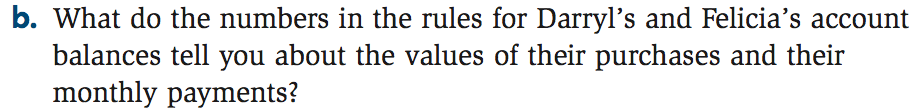 b. What do the numbers in the rules for Darryl's and Felicia's account
balances tell you about the values of their purchases and their
monthly payments?